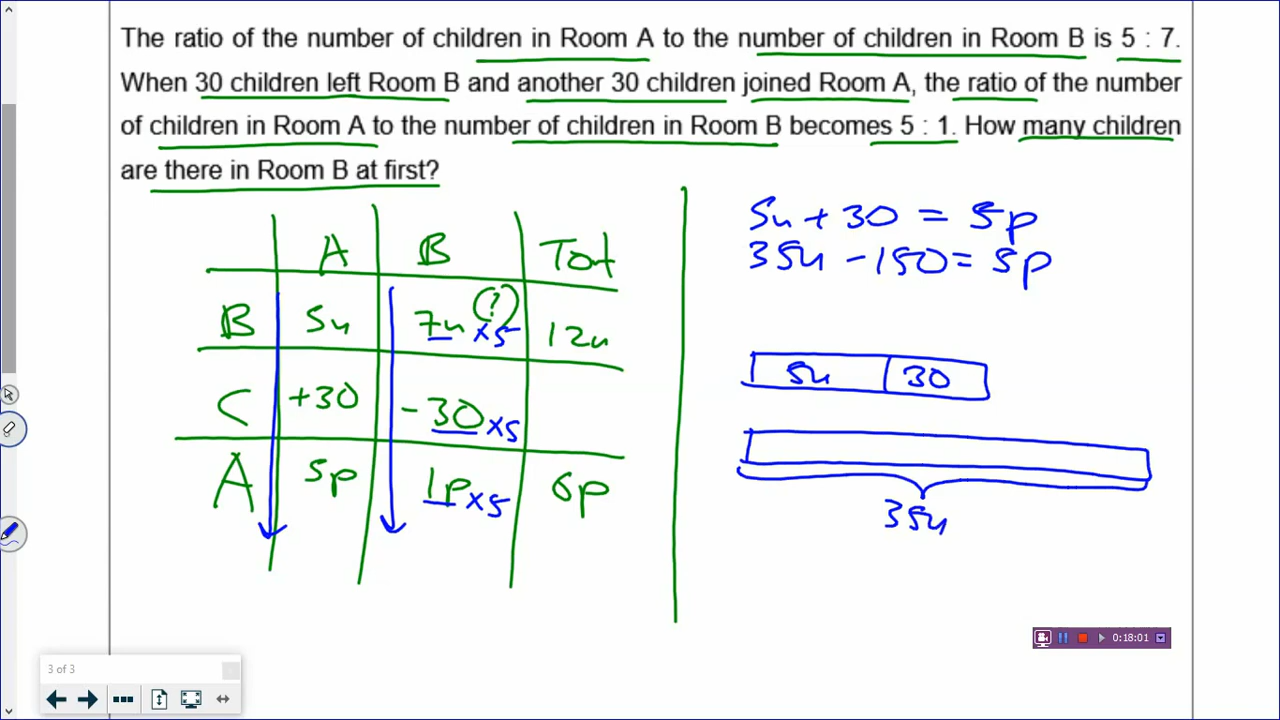 The ratio of the number of children in Room A to the number of children in Room B is 5 : 7.
When 30 children left Room B and another 30 children joined Room A, the ratio of the number
of children in Room A to the number of children in Room B becomes 5 : 1. How many children
are there in Room B at first?
A B Tot
B 5u 7u (?) x5 12u
C +30 -30 x5
A 5p 1p x5 6p
5u + 30 = 5p
35u - 150 = 5p
5u 30
35u
0:18:01
3 of 3